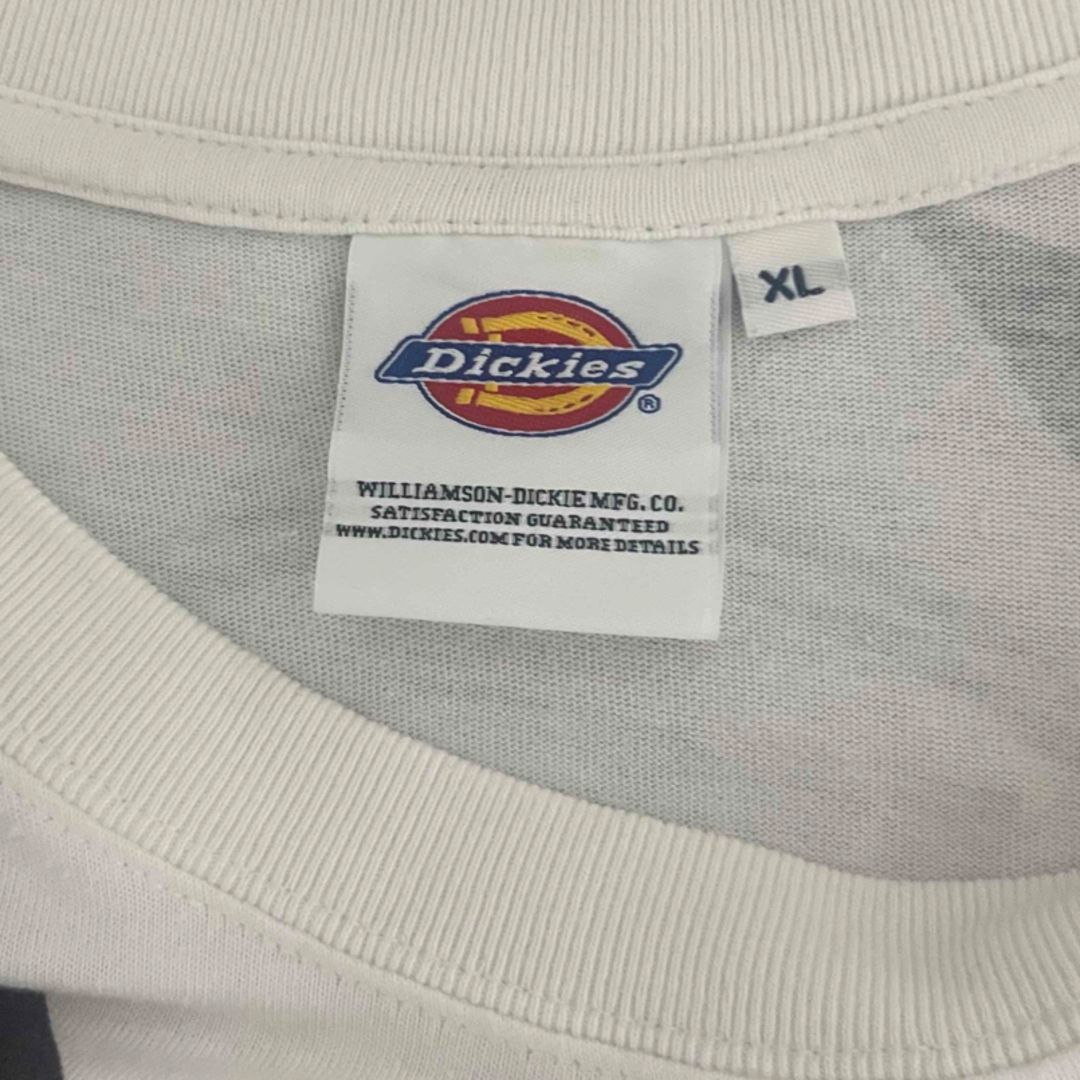 XL
Dickies
®
WILLIAMSON-DICKIE MFG. CO.
SATISFACTION GUARANTEED
WWW.DICKIES.COM FOR MORE DETAILS